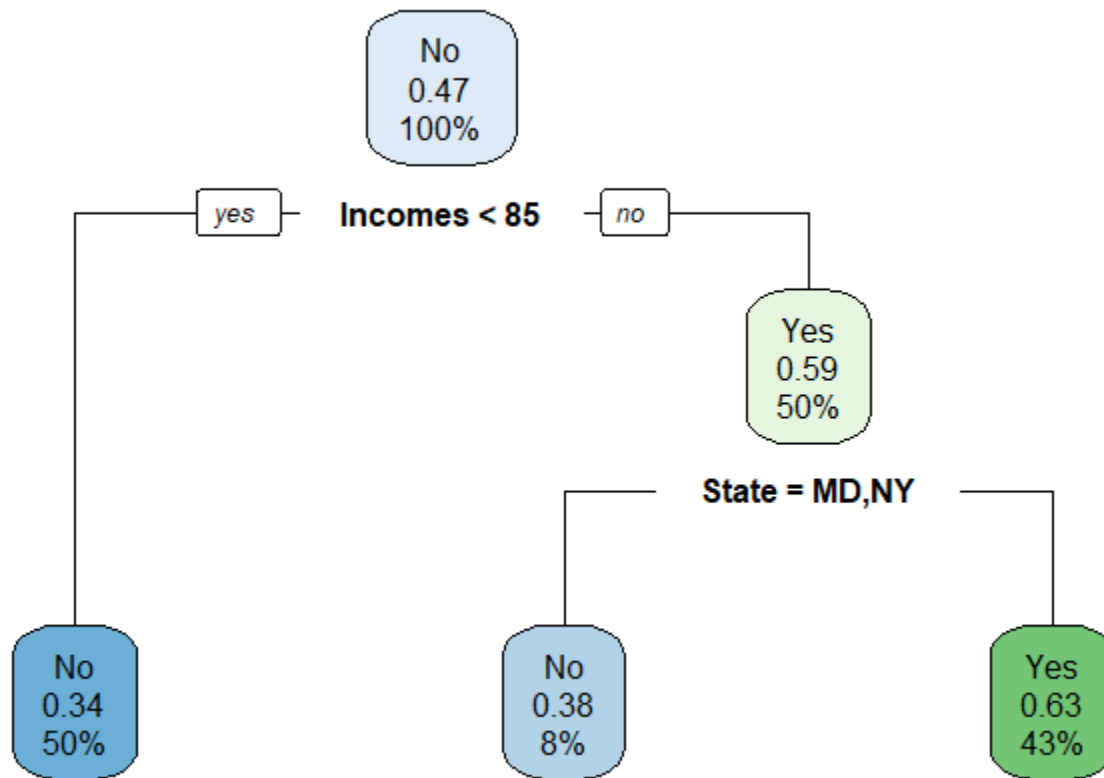 No
0.47
100%
yes
Incomes < 85
no
Yes
0.59
50%
State = MD,NY
No
0.34
50%
No
0.38
8%
Yes
0.63
43%